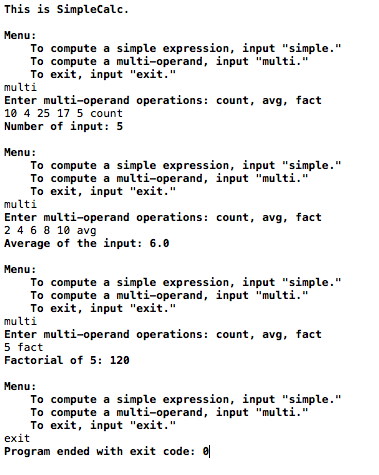 This is SimpleCalc.
Menu:
To compute a simple expression, input "simple."
To compute a multi-operand, input "multi."
To exit, input "exit."
multi
Enter multi-operand operations: count, avg, fact
10 4 25 17 5 count
Number of input: 5
Menu:
To compute a simple expression, input "simple."
To compute a multi-operand, input "multi."
To exit, input "exit."
multi
Enter multi-operand operations: count, avg, fact
2 4 6 8 10 avg
Average of the input: 6.0
Menu:
To compute a simple expression, input "simple."
To compute a multi-operand, input "multi."
To exit, input "exit."
multi
Enter multi-operand operations: count, avg, fact
5 fact
Factorial of 5: 120
Menu:
To compute a simple expression, input "simple."
To compute a multi-operand, input "multi."
To exit, input "exit."
exit
Program ended with exit code: 0